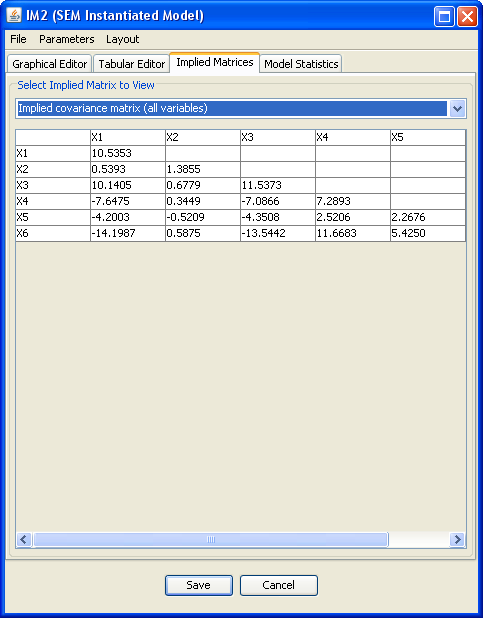 IM2 (SEM Instantiated Model)
File Parameters Layout
Graphical Editor Tabular Editor Implied Matrices Model Statistics
Select Implied Matrix to View
Implied covariance matrix (all variables)
X1 X2 X3 X4 X5
X1 10.5353
X2 0.5393 1.3855
X3 10.1405 0.6779 11.5373
X4 -7.6475 0.3449 -7.0866 7.2893
X5 -4.2003 -0.5209 -4.3508 2.5206 2.2676
X6 -14.1987 0.5875 -13.5442 11.6683 5.4250
Save Cancel